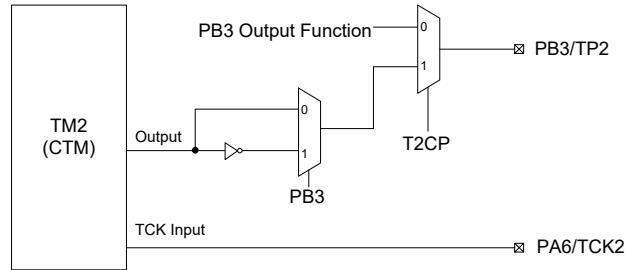 PB3 Output Function
0
1
PB3/TP2
T2CP
TM2
(CTM)
Output
0
1
PB3
TCK Input
PA6/TCK2